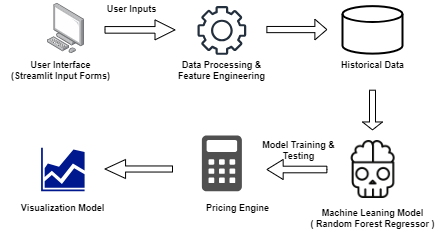 User Inputs
User Interface
(Streamlit Input Forms)
Data Processing &
Feature Engineering
Historical Data
Model Training &
Testing
Visualization Model
Pricing Engine
Machine Leaning Model
( Random Forest Regressor )